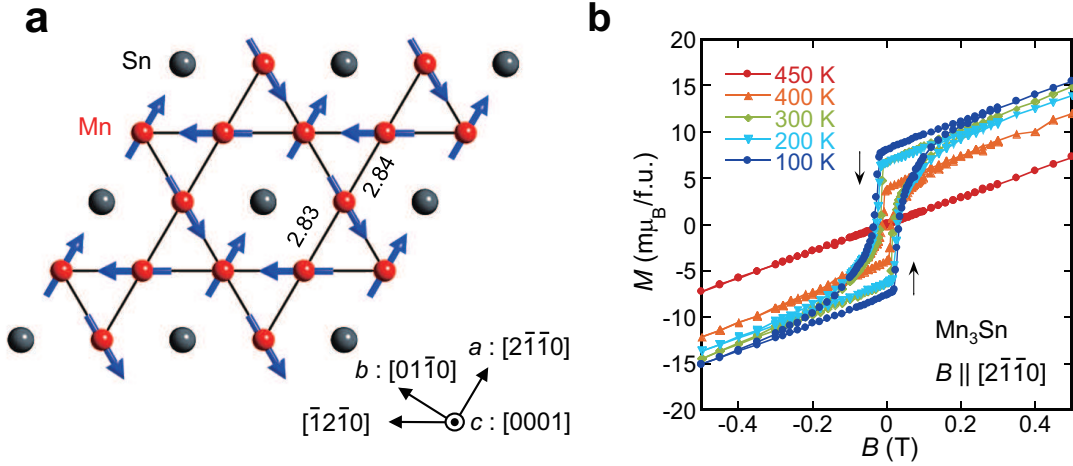 a
Sn
Mn
2.84
2.83
a : [21̅1̅0]
b : [011̅0]
[1̅21̅0]
c : [0001]
b
20
15
10
5
0
-5
-10
-15
-20
M (mμB/f.u.)
450 K
400 K
300 K
200 K
100 K
Mn3Sn
B || [21̅1̅0]
-0.4
-0.2
0
0.2
0.4
B (T)